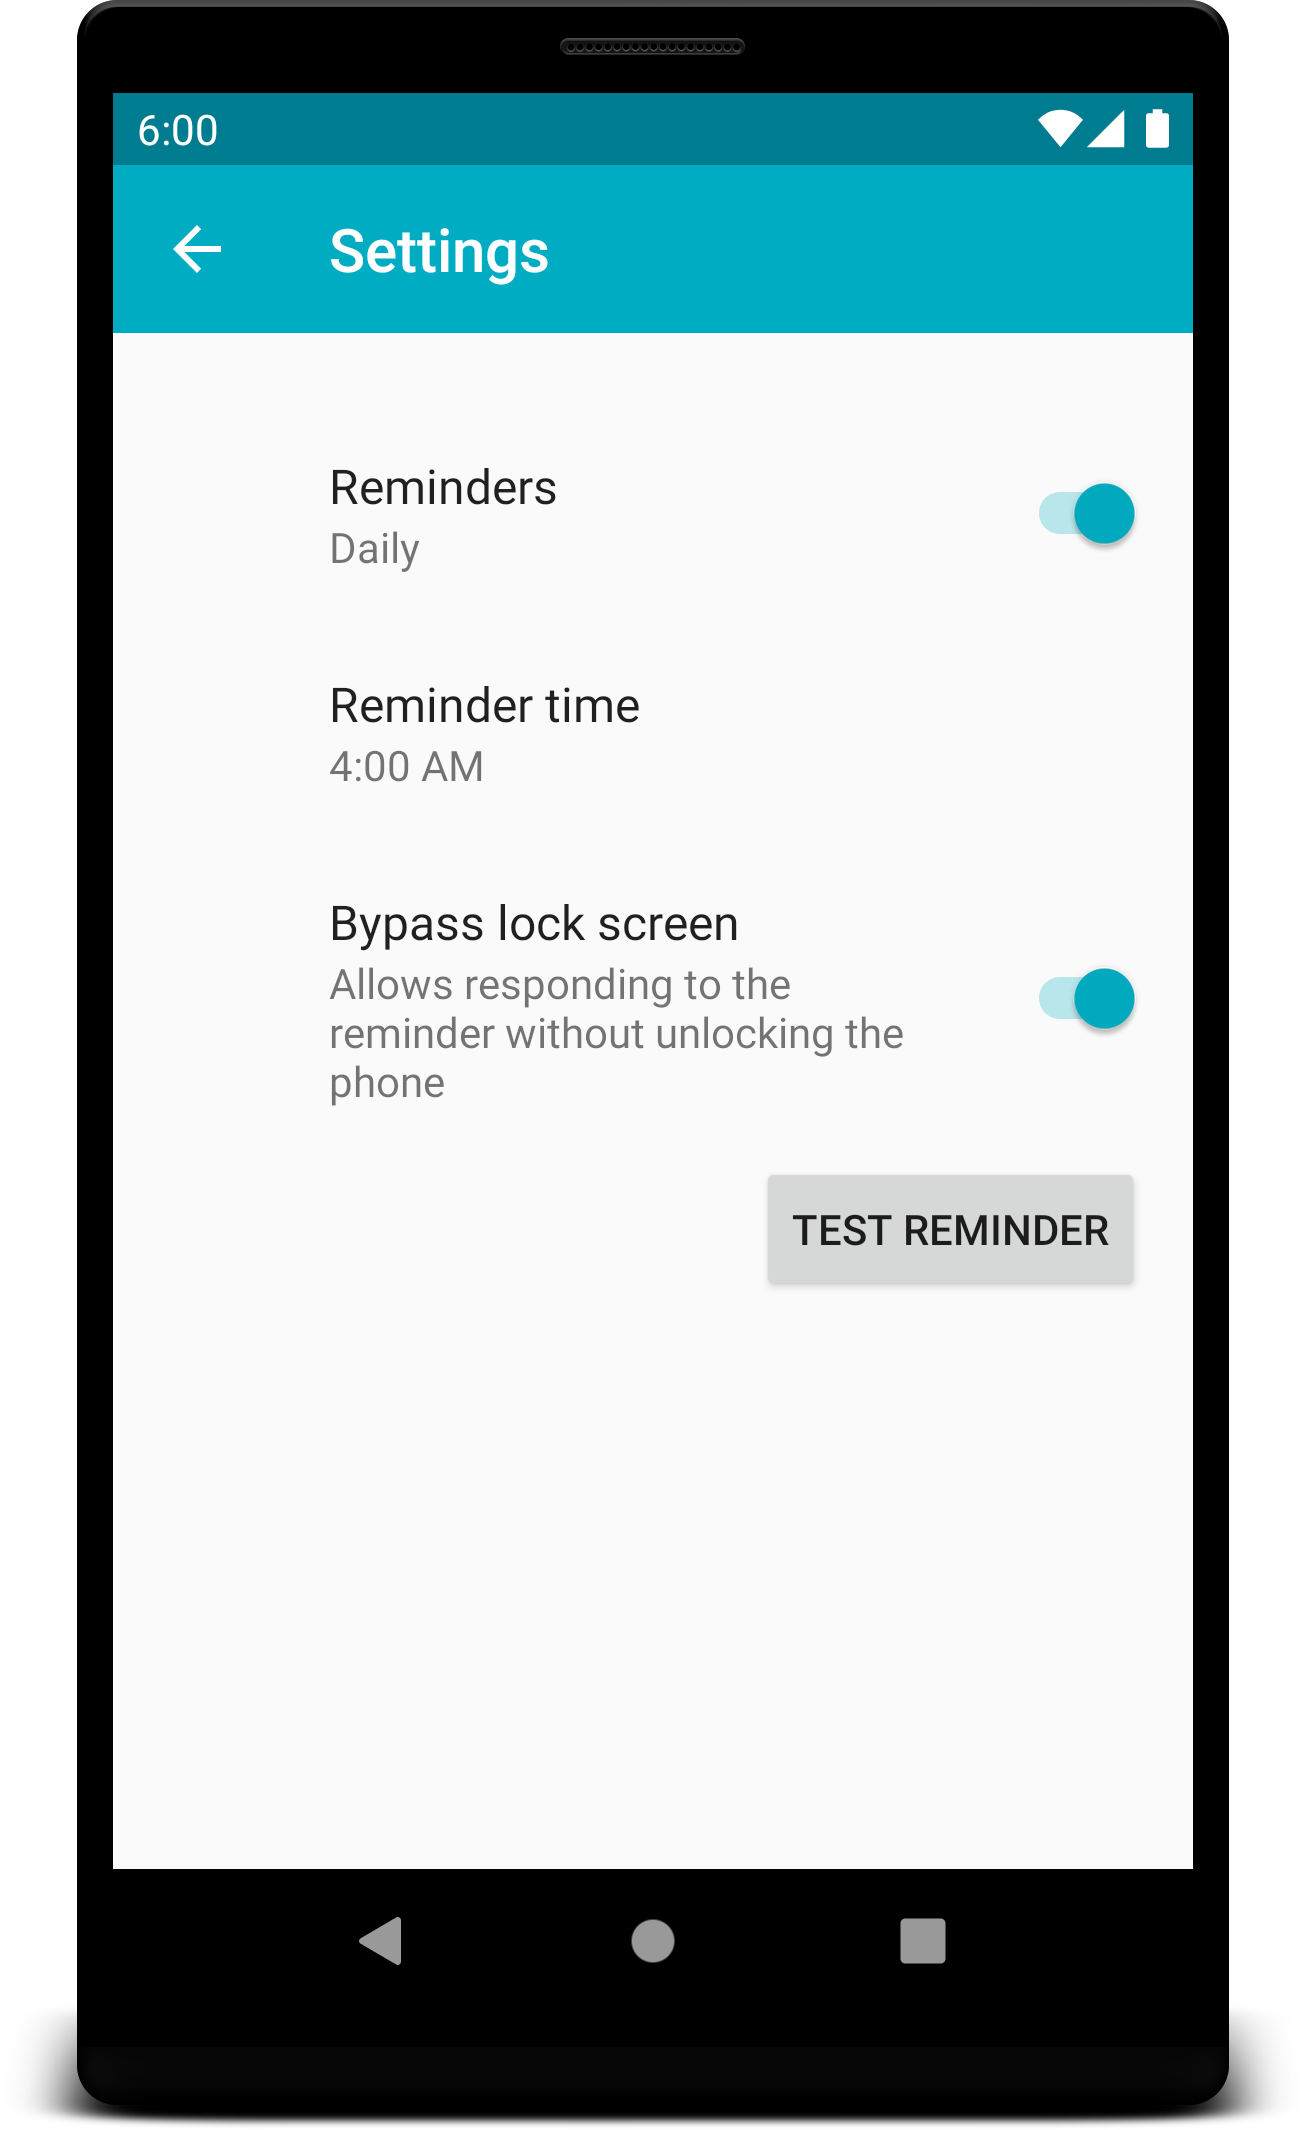 6:00
Settings
Reminders
Daily
Reminder time
4:00 AM
Bypass lock screen
Allows responding to the
reminder without unlocking the
phone
TEST REMINDER